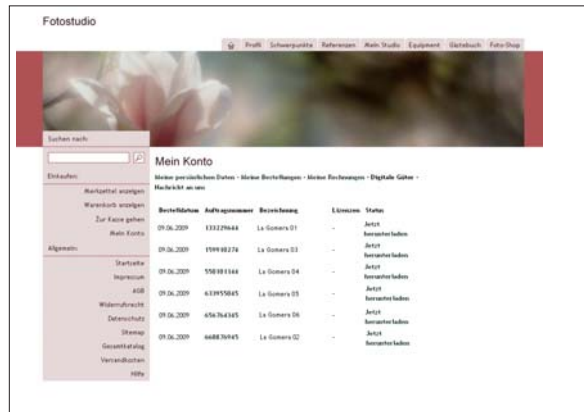 Fotostudio
Profil Schwerpunkte Referenzen Mein Studio Equipment Gästebuch Foto-Shop
Suchen nach:
Mein Konto
Einkaufen:
Meine persönlichen Daten - Meine Bestellungen - Meine Rechnungen - Digitale Güter -
Nachricht an uns
Merkzettel anzeigen
Warenkorb anzeigen
Zur Kasse gehen
Mein Konto
Allgemein:
Startseite
Impressum
AGB
Widerrufsrecht
Datenschutz
Sitemap
Gesamtkatalog
Versandkosten
Hilfe
Bestelldatum Auftragsnummer Bezeichnung Lizenzen Status
09.06.2009 La Gomera 01 - Jetzt
herunterladen
09.06.2009 La Gomera 03 - Jetzt
herunterladen
09.06.2009 La Gomera 04 - Jetzt
herunterladen
09.06.2009 La Gomera 05 - Jetzt
herunterladen
09.06.2009 La Gomera 06 - Jetzt
herunterladen
09.06.2009 La Gomera 02 - Jetzt
herunterladen